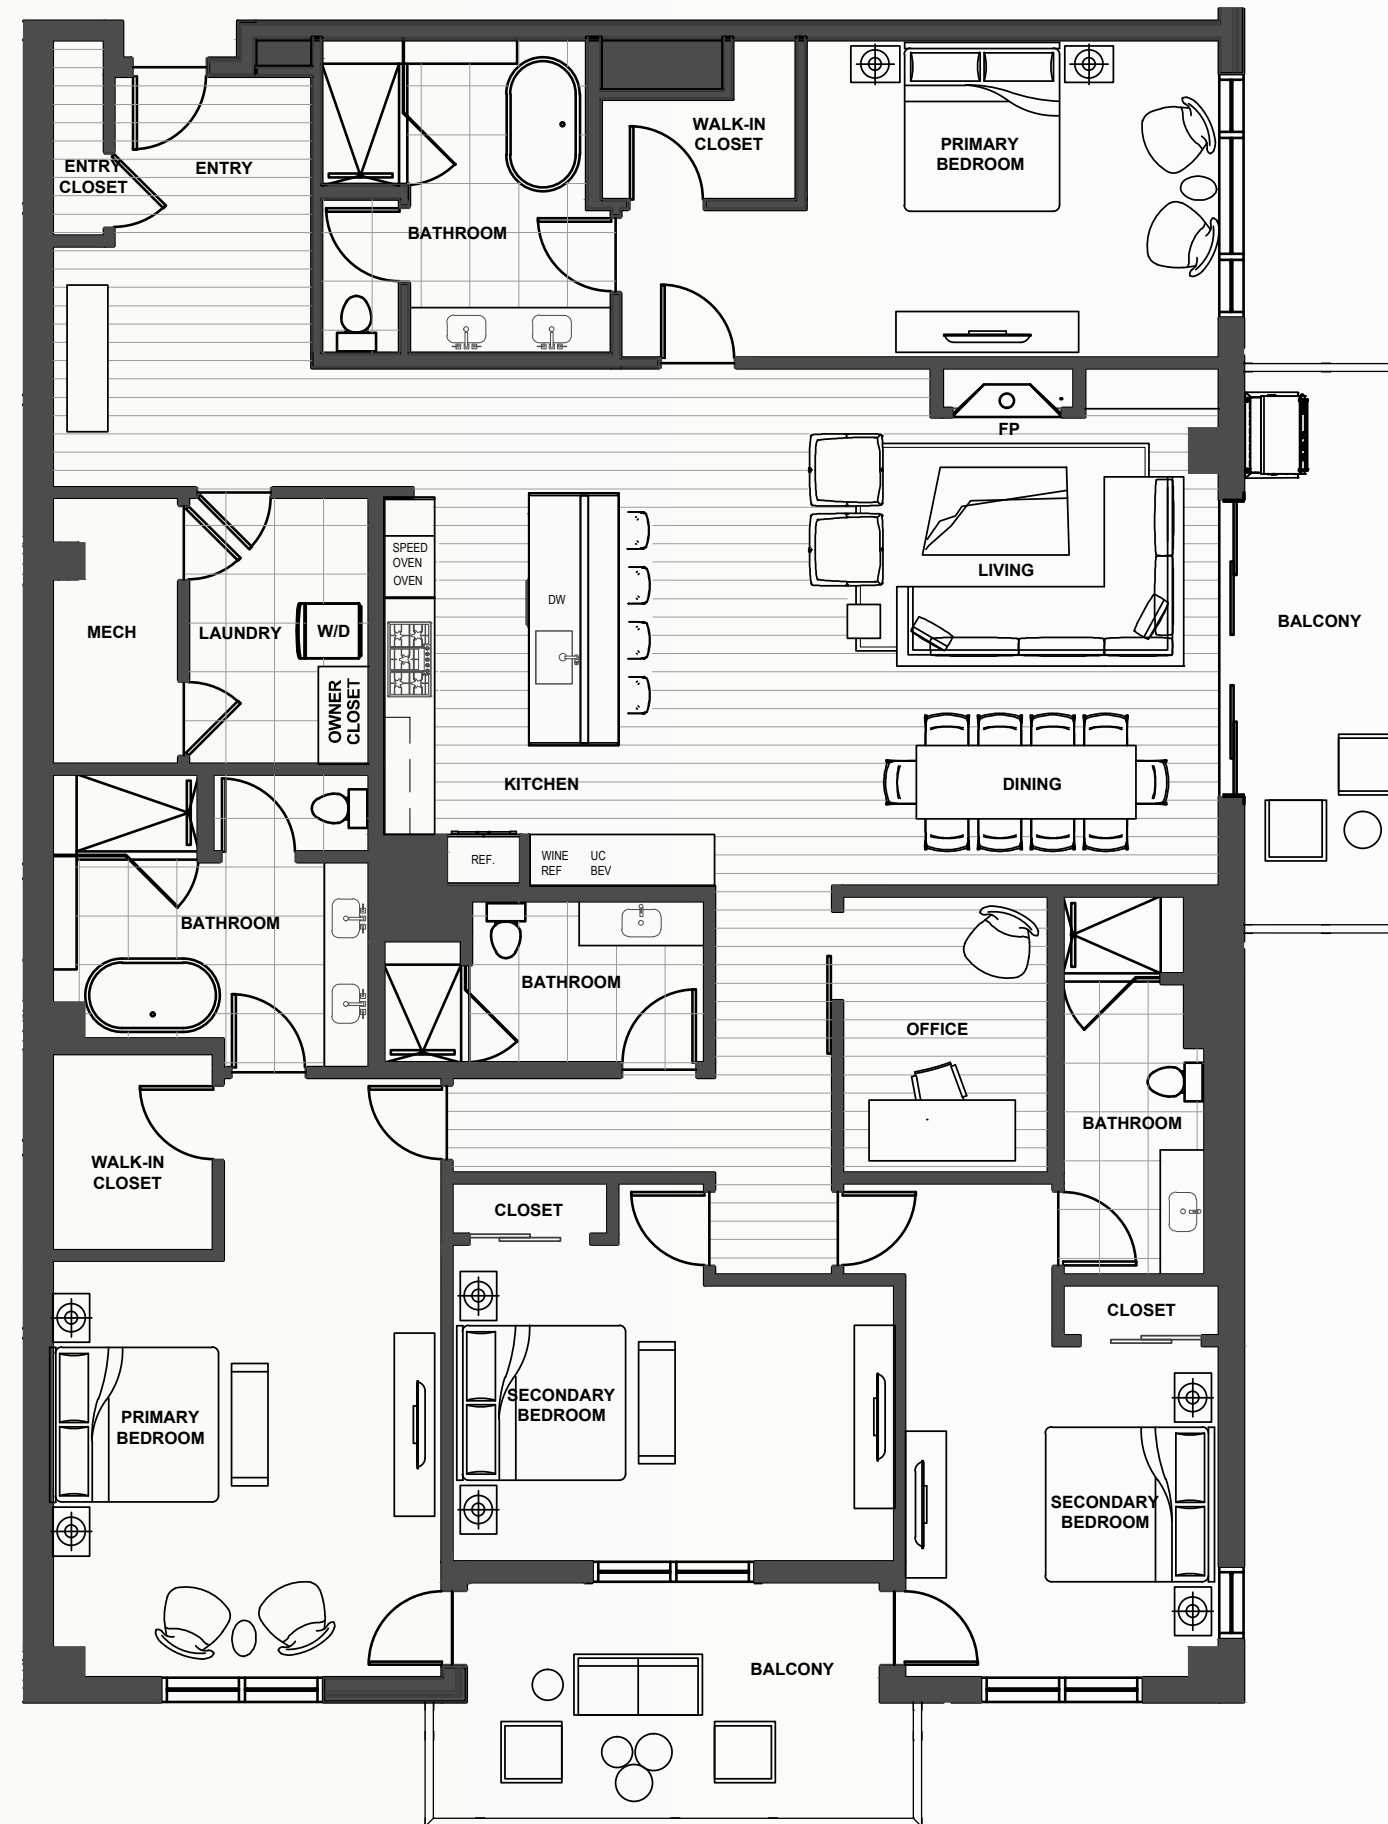 WALK-IN
CLOSET
PRIMARY
BEDROOM
ENTRY
CLOSET
ENTRY
BATHROOM
FP
SPEED
OVEN
OVEN
DW
LIVING
MECH
LAUNDRY
W/D
BALCONY
OWNER
CLOSET
KITCHEN
DINING
REF.
WINE
REF
UC
BEV
BATHROOM
BATHROOM
OFFICE
BATHROOM
WALK-IN
CLOSET
CLOSET
CLOSET
PRIMARY
BEDROOM
SECONDARY
BEDROOM
SECONDARY
BEDROOM
BALCONY